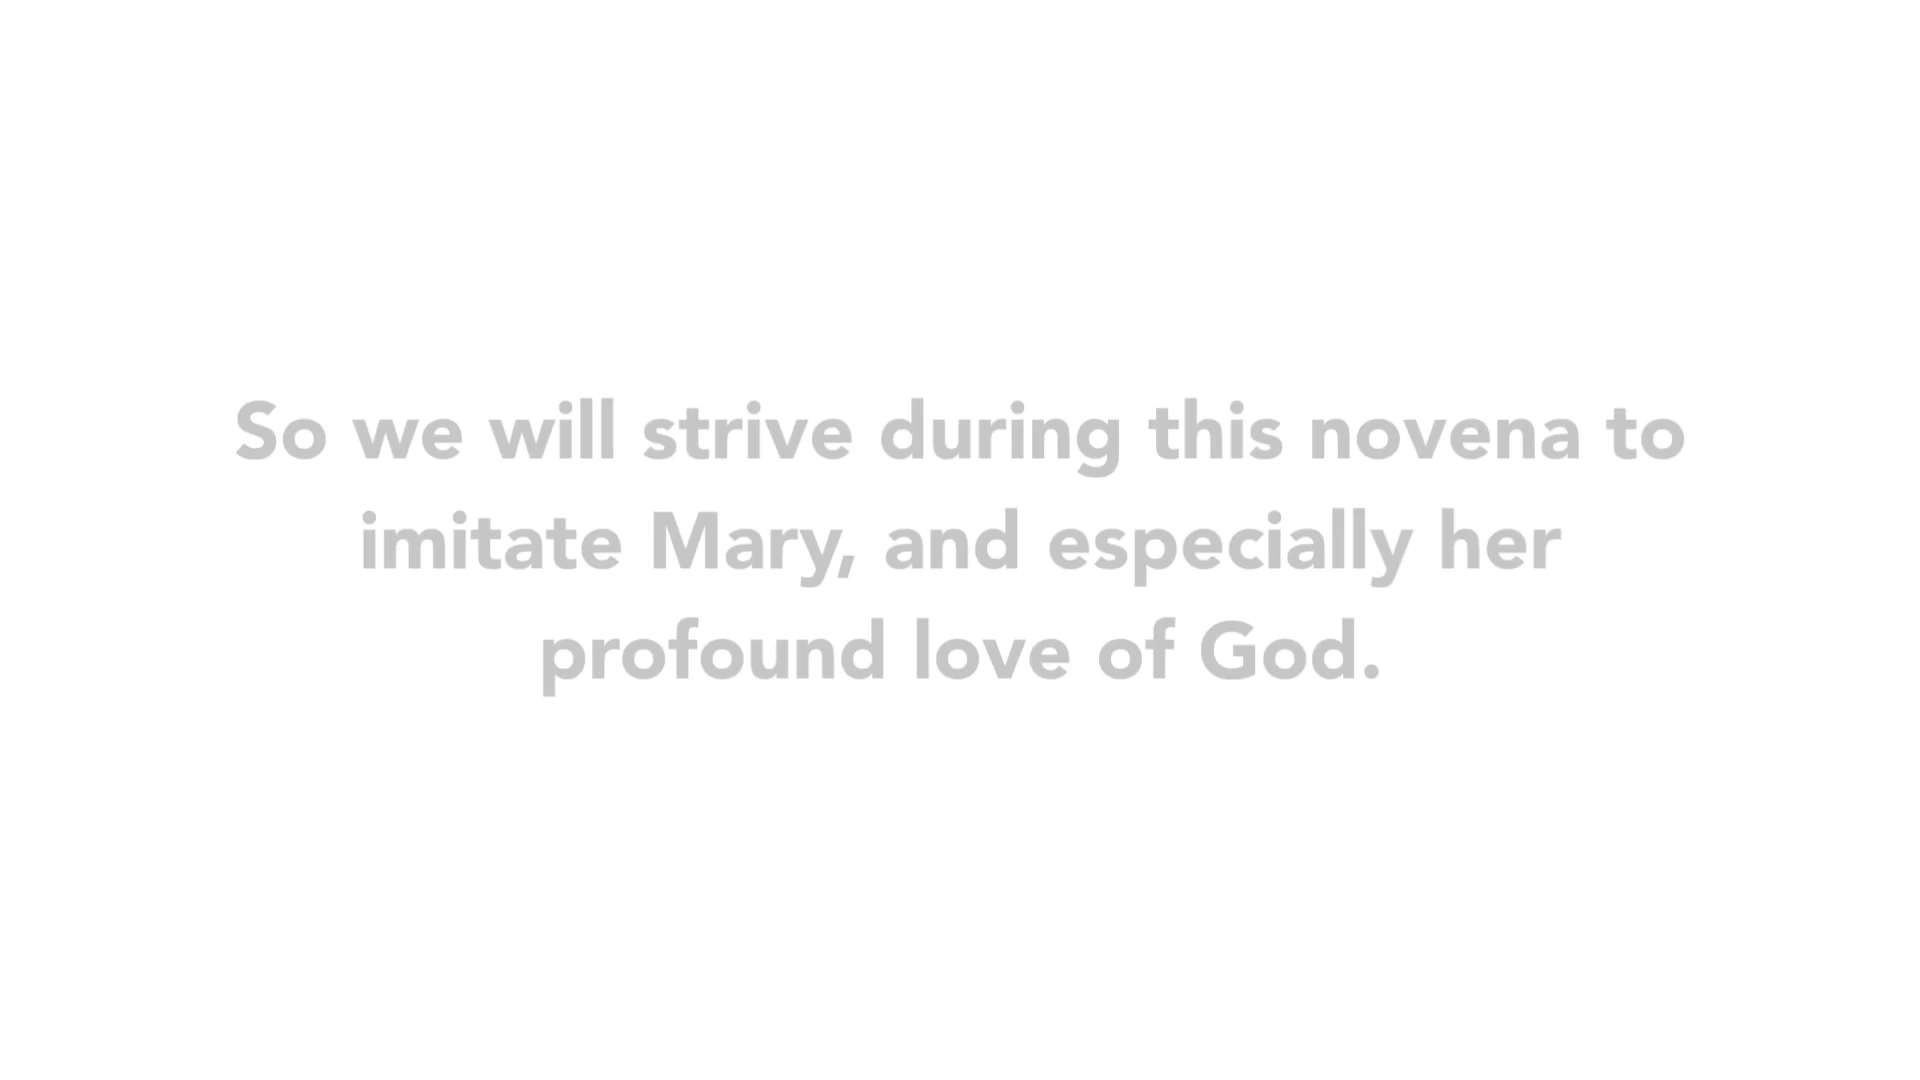 So we will strive during this novena to
imitate Mary, and especially her
profound love of God.